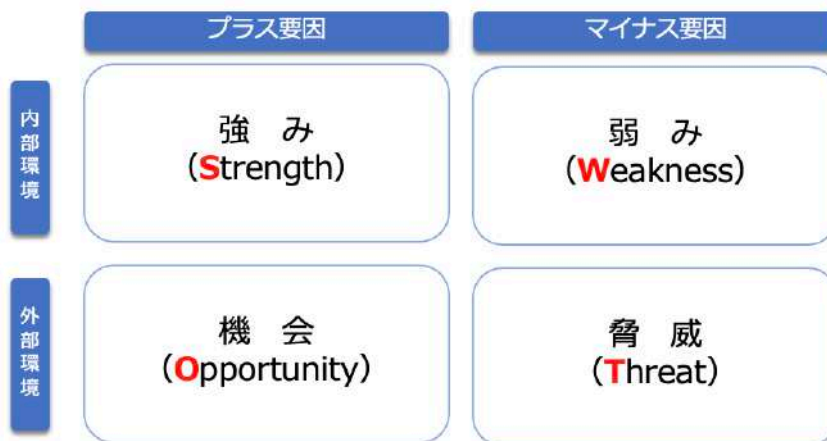 プラス要因
マイナス要因
内部環境
強 み
(Strength)
弱 み
(Weakness)
外部環境
機 会
(Opportunity)
脅 威
(Threat)